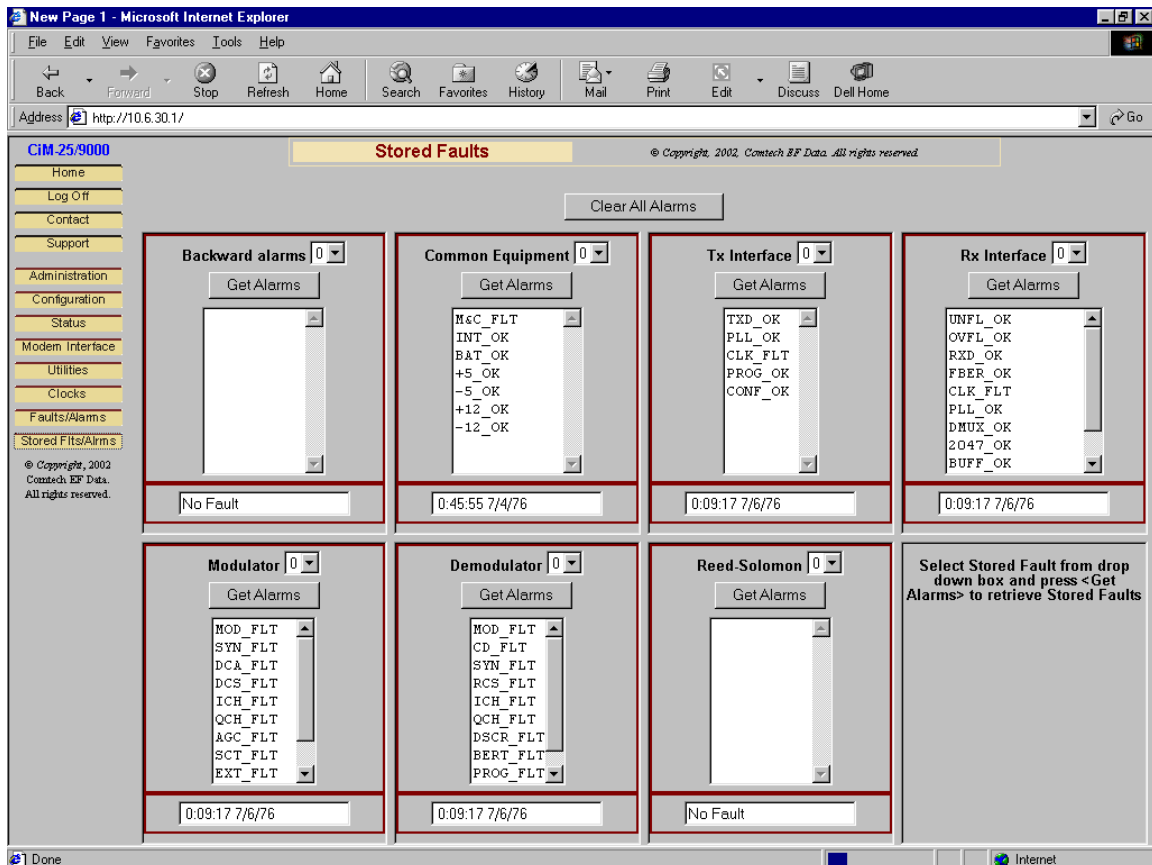 New Page 1 - Microsoft Internet Explorer
File Edit View Favorites Tools Help
Back Forward Stop Refresh Home Search Favorites History Mail Print Edit Discuss Dell Home
Address http://10.6.30.1/ Go
CiM-25/9000
Home
Log Off
Contact
Support
Administration
Configuration
Status
Modem Interface
Utilities
Clocks
Faults/Alarms
Stored Flts/Alrms
© Copyright, 2002
Comtech EF Data.
All rights reserved.
Stored Faults
© Copyright, 2002, Comtech EF Data. All rights reserved.
Clear All Alarms
Backward alarms 0
Get Alarms
No Fault
Common Equipment 0
Get Alarms
M&C_FLT
INT_OK
BAT_OK
+5_OK
-5_OK
+12_OK
-12_OK
0:45:55 7/4/76
Tx Interface 0
Get Alarms
TXD_OK
PLL_OK
CLK_FLT
PROG_OK
CONF_OK
0:09:17 7/6/76
Rx Interface 0
Get Alarms
UNFL_OK
OVFL_OK
RXD_OK
FBER_OK
CLK_FLT
PLL_OK
DMUX_OK
2047_OK
BUFF_OK
0:09:17 7/6/76
Modulator 0
Get Alarms
MOD_FLT
SYN_FLT
DCA_FLT
DCS_FLT
ICH_FLT
QCH_FLT
AGC_FLT
SCT_FLT
EXT_FLT
0:09:17 7/6/76
Demodulator 0
Get Alarms
MOD_FLT
CD_FLT
SYN_FLT
RCS_FLT
ICH_FLT
QCH_FLT
DSCR_FLT
BERT_FLT
PROG_FLT
0:09:17 7/6/76
Reed-Solomon 0
Get Alarms
No Fault
Select Stored Fault from drop
down box and press <Get
Alarms> to retrieve Stored Faults
Done
Internet